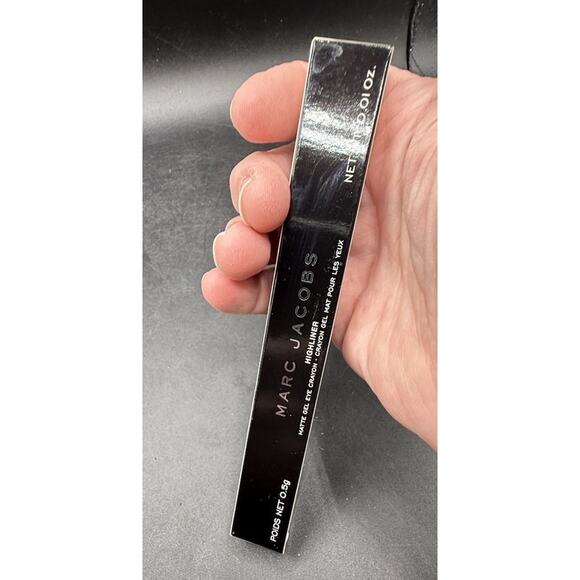 MARC JACOBS
HIGHLINER
MATTE GEL EYE CRAYON - CRAYON GEL MAT POUR LES YEUX
POIDS NET 0.5g
NET 0.01 Oz.